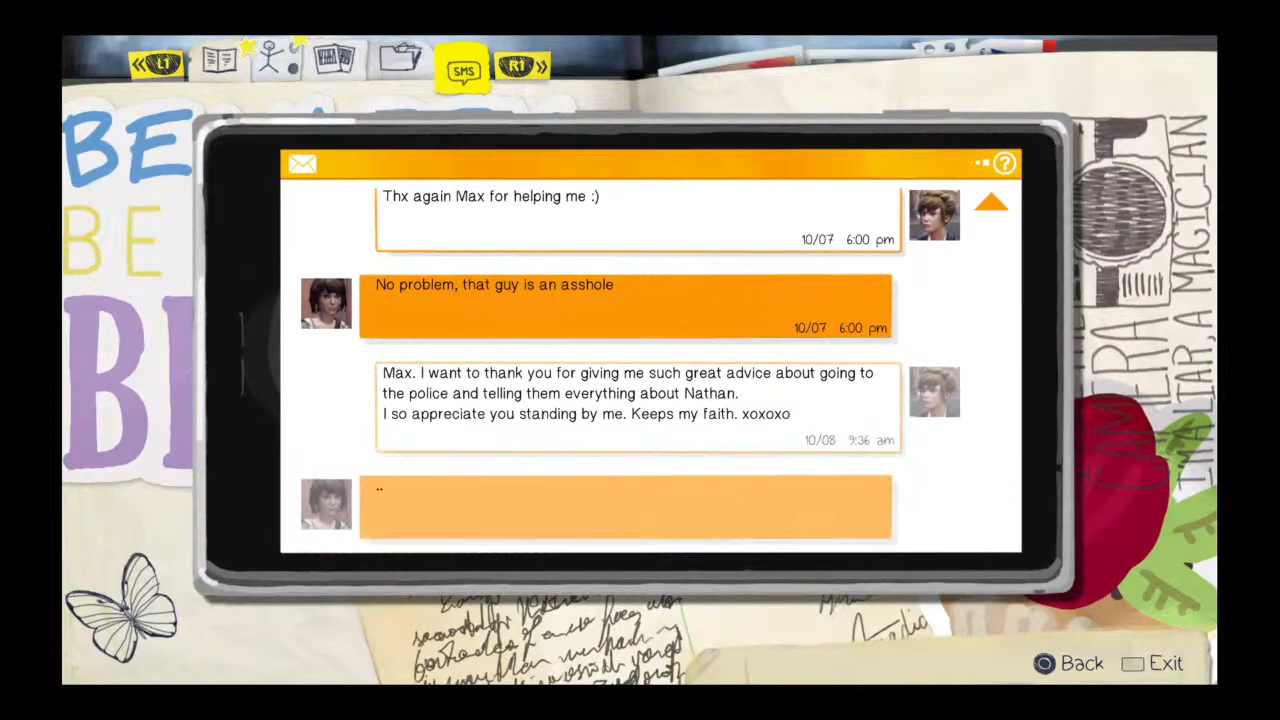 L1
SMS
R1
BE
BE
Thx again Max for helping me :)
10/07 6:00 pm
No problem, that guy is an asshole
10/07 6:00 pm
Max. I want to thank you for giving me such great advice about going to
the police and telling them everything about Nathan.
I so appreciate you standing by me. Keeps my faith. xoxoxo
10/08 9:36 am
..
?
A MAGICIAN
Back
Exit